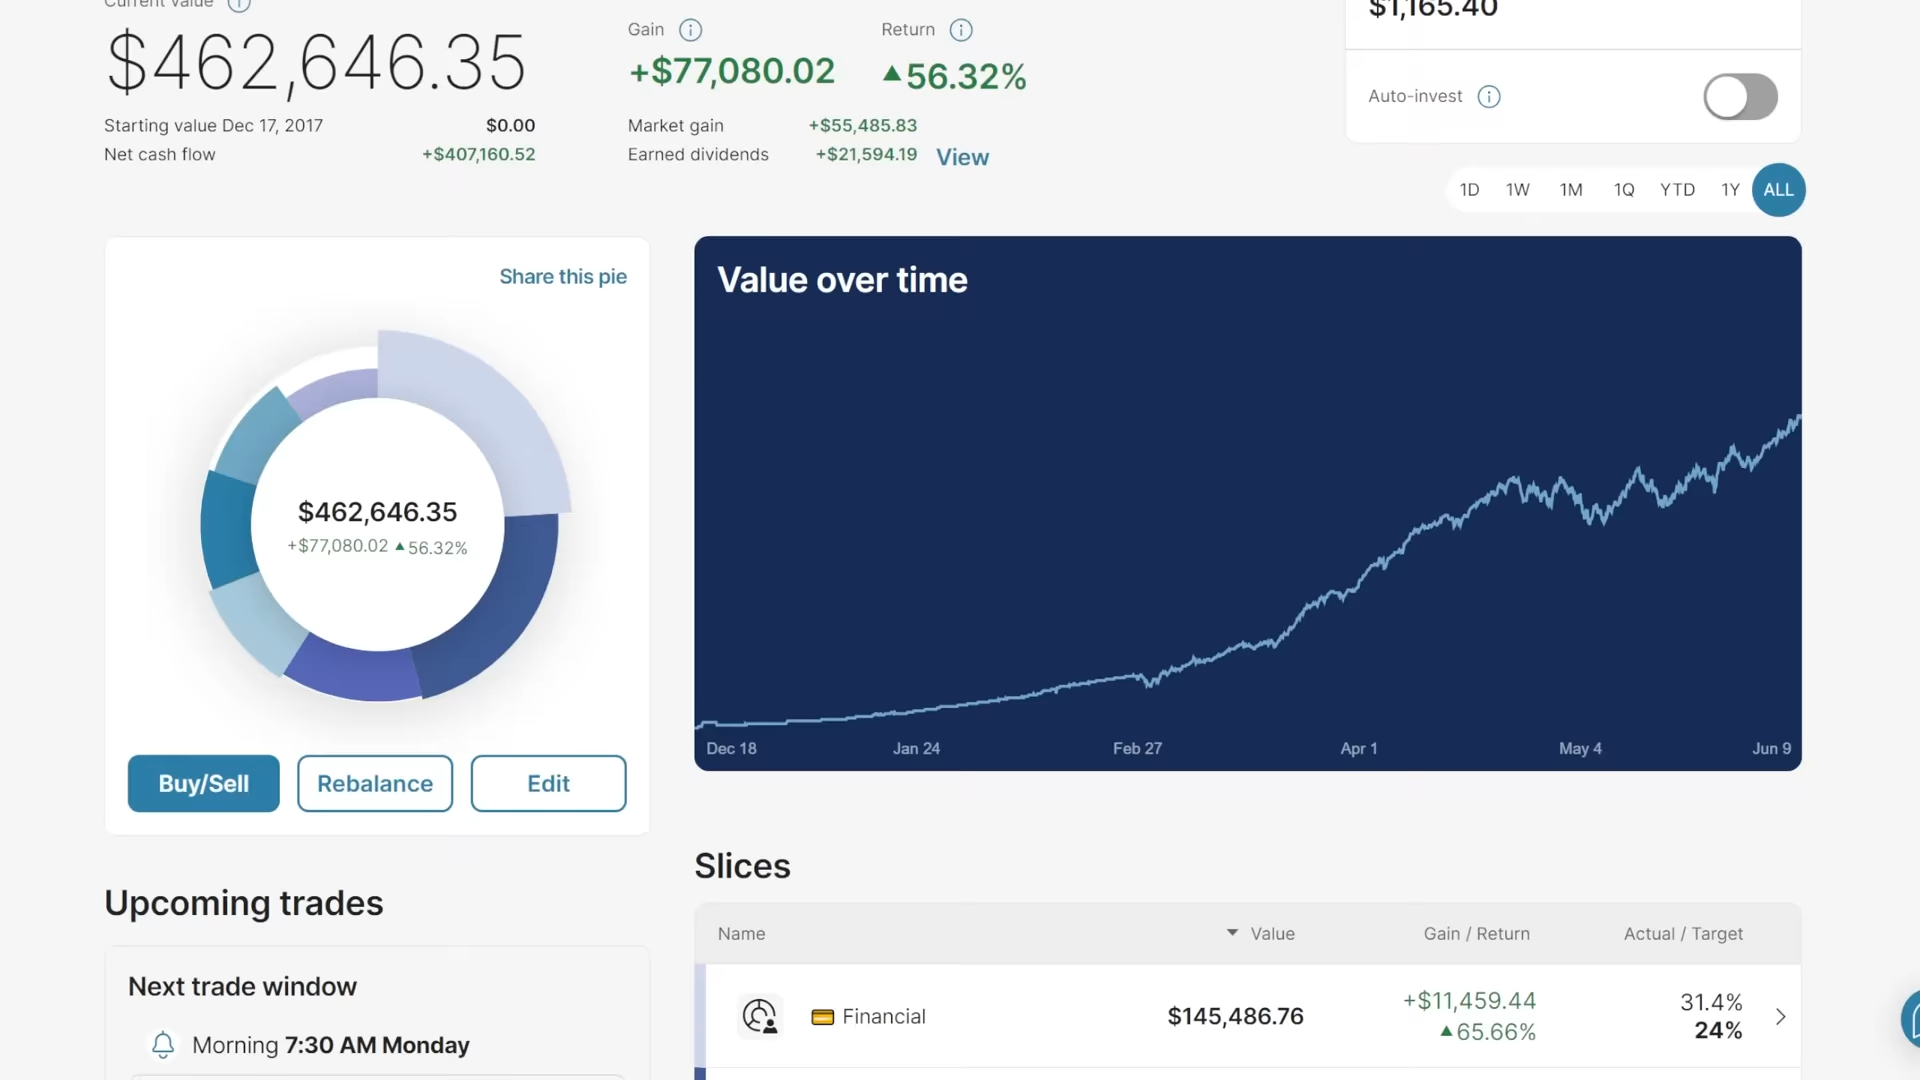 Current value
$462,646.35
Starting value Dec 17, 2017 $0.00
Net cash flow +$407,160.52
Gain
+$77,080.02
Return
▲56.32%
Market gain +$55,485.83
Earned dividends +$21,594.19 View
$1,165.40
Auto-invest
1D 1W 1M 1Q YTD 1Y ALL
Share this pie
$462,646.35
+$77,080.02 ▲56.32%
Buy/Sell Rebalance Edit
Value over time
Dec 18 Jan 24 Feb 27 Apr 1 May 4 Jun 9
Upcoming trades
Next trade window
Morning 7:30 AM Monday
Slices
Name Value Gain / Return Actual / Target
Financial $145,486.76 +$11,459.44 31.4%
▲65.66% 24%